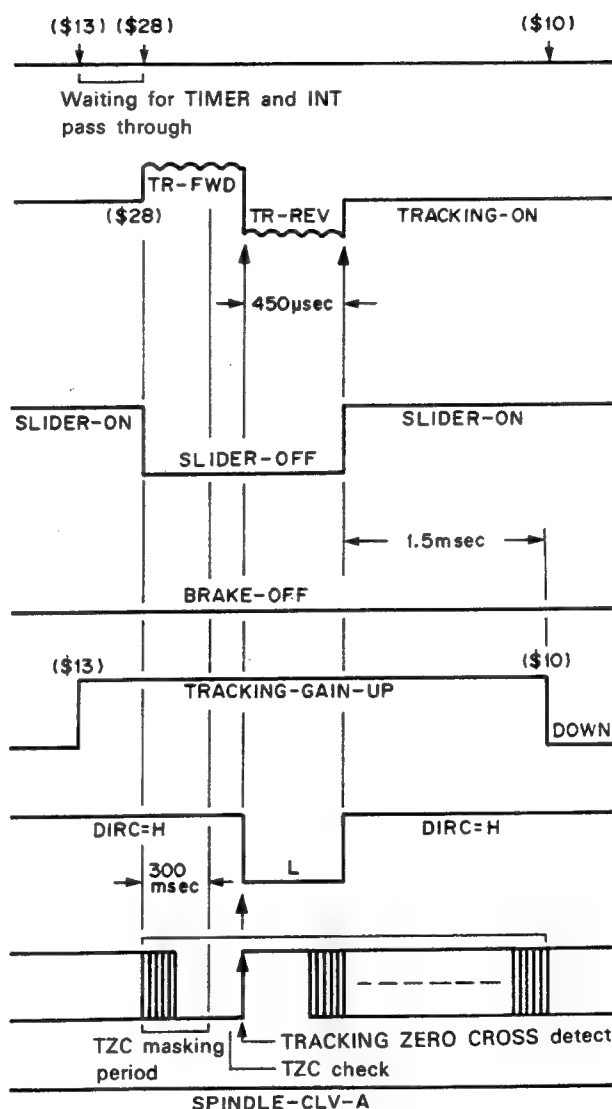 ($13) ($28) ($10)
Waiting for TIMER and INT
pass through
TR-FWD
($28) TR-REV TRACKING-ON
450μsec
SLIDER-ON SLIDER-ON
SLIDER-OFF
1.5msec
BRAKE-OFF
($13) ($10)
TRACKING-GAIN-UP
DOWN
DIRC=H DIRC=H
300 L
msec
TZC masking TRACKING ZERO CROSS detect
period TZC check
SPINDLE-CLV-A